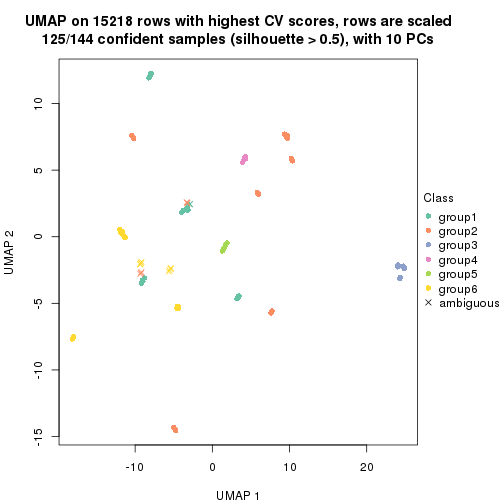 UMAP on 15218 rows with highest CV scores, rows are scaled
125/144 confident samples (silhouette > 0.5), with 10 PCs
10
5
0
-5
-10
-15
UMAP 2
-10
0
10
20
UMAP 1
Class
group1
group2
group3
group4
group5
group6
ambiguous